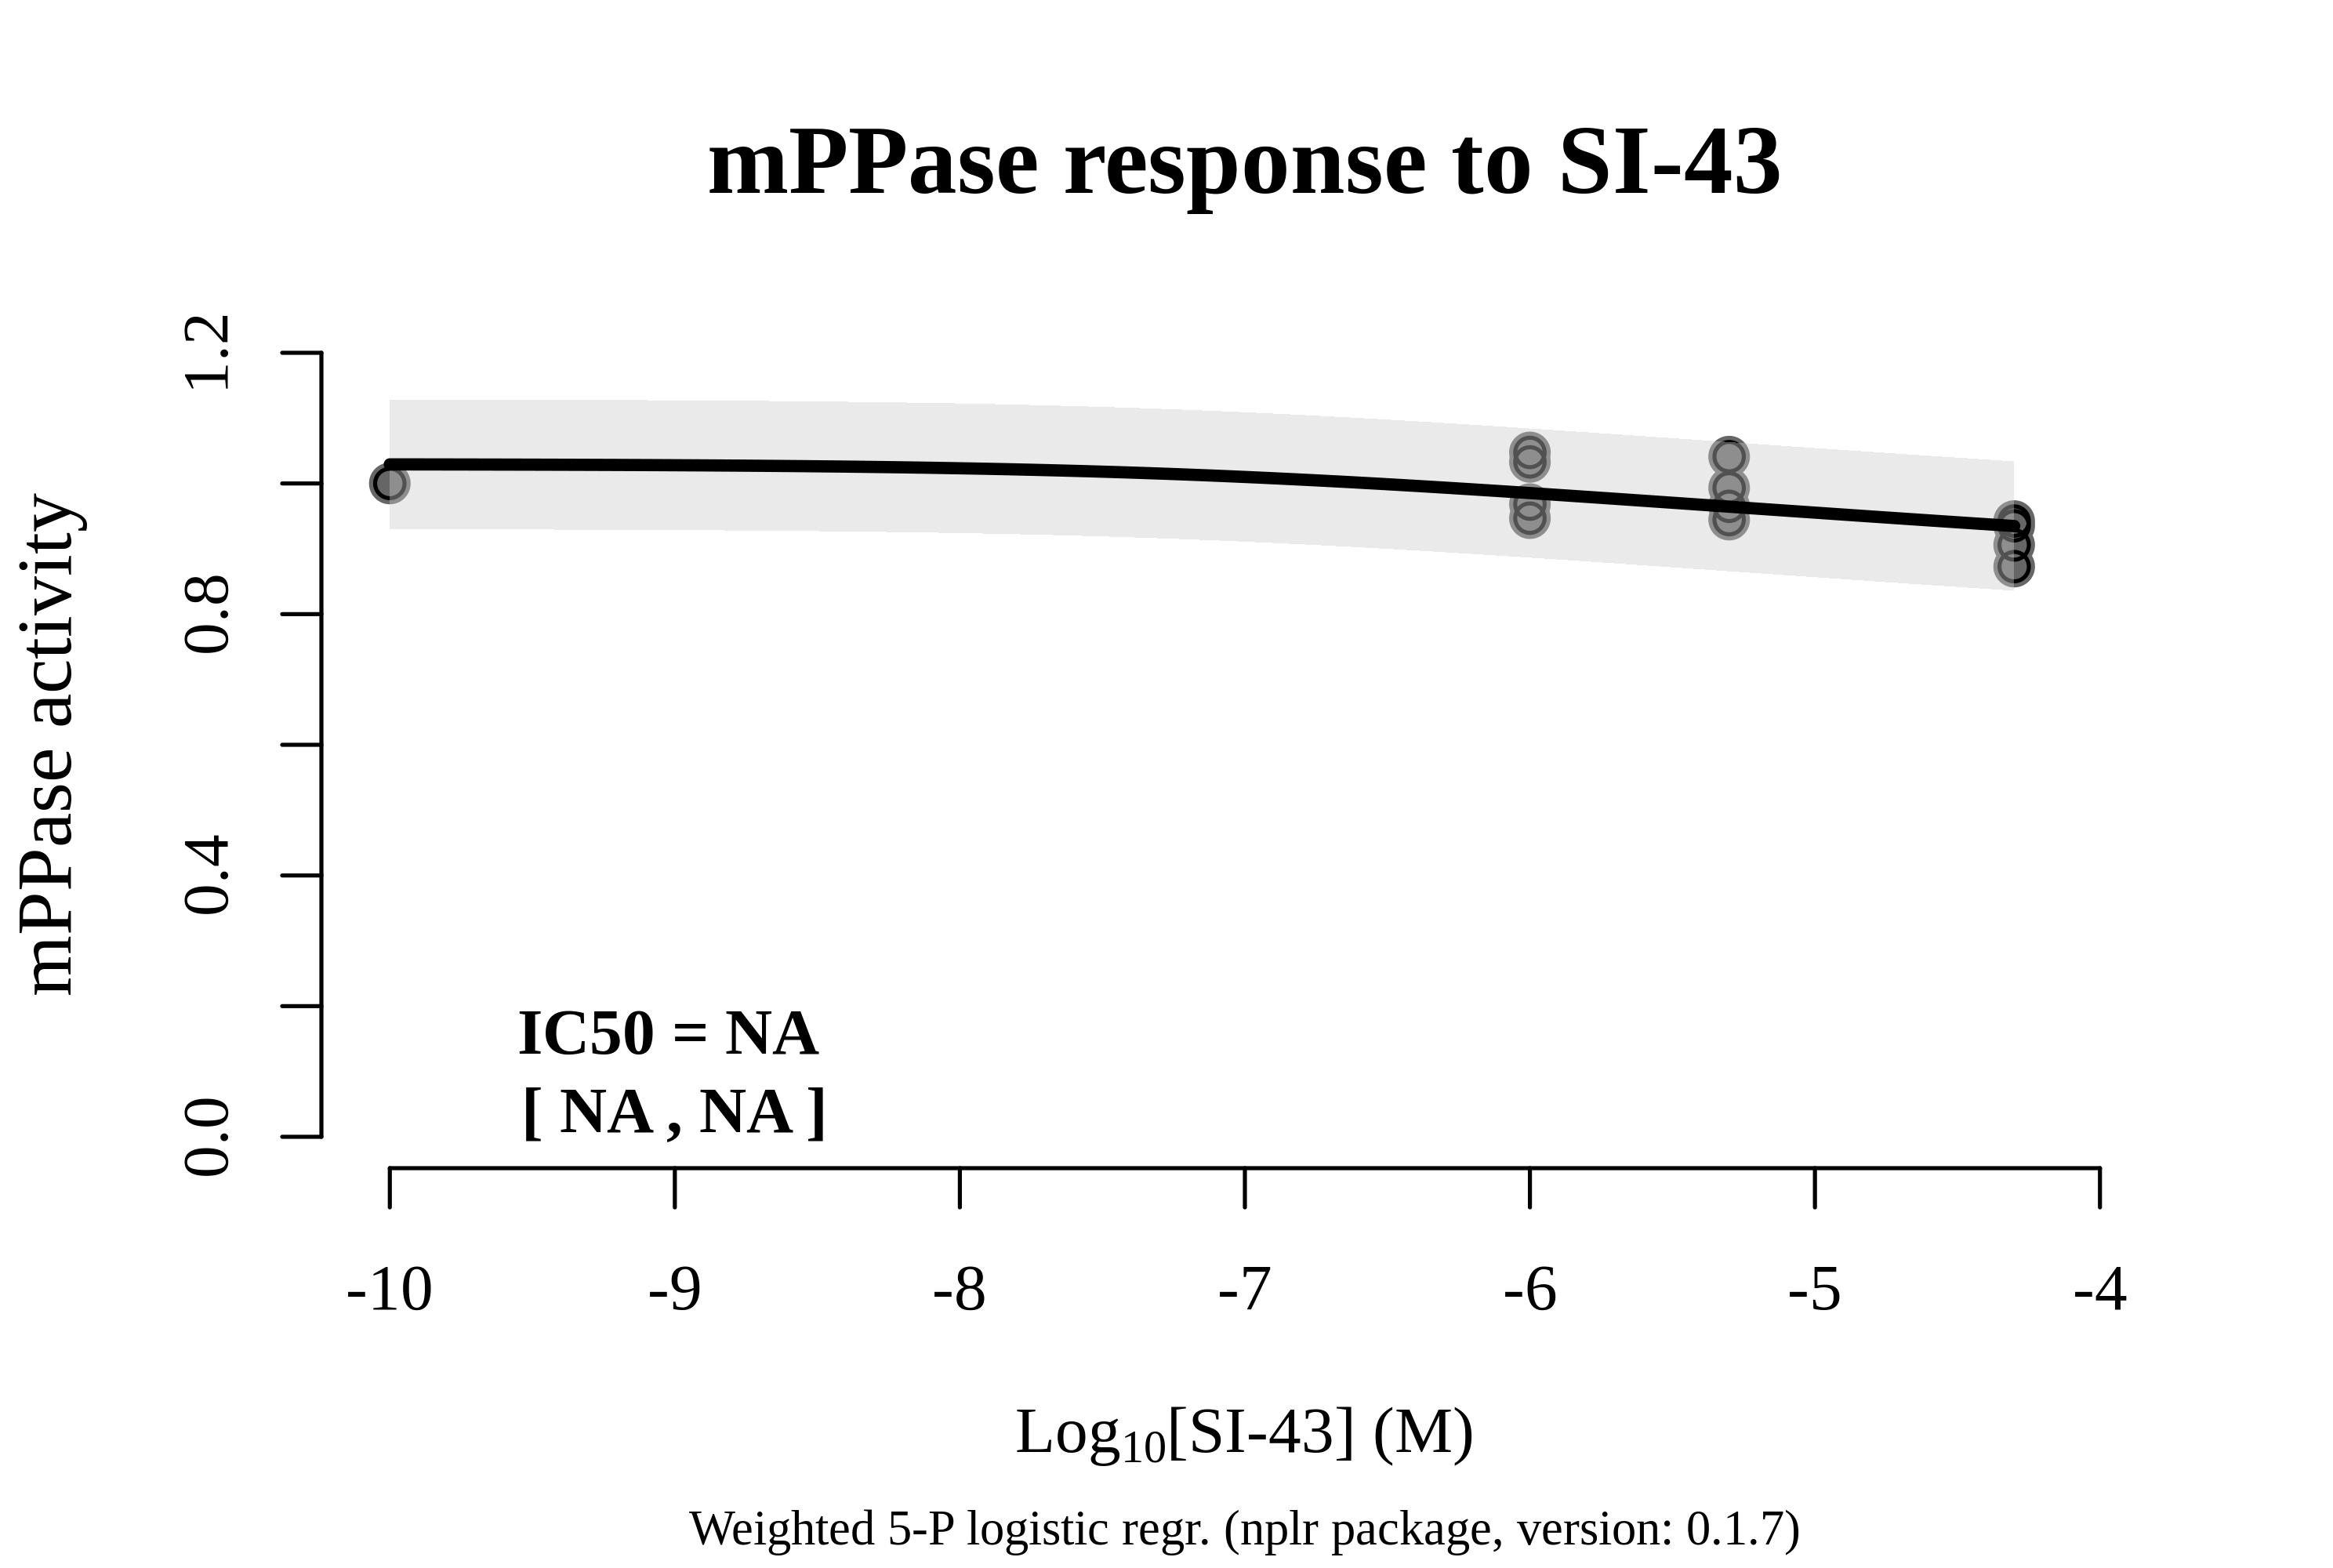 mPPase response to SI-43
mPPase activity
1.2
0.8
0.4
0.0
IC50 = NA
[ NA , NA ]
-10 -9 -8 -7 -6 -5 -4
Log10[SI-43] (M)
Weighted 5-P logistic regr. (nplr package, version: 0.1.7)